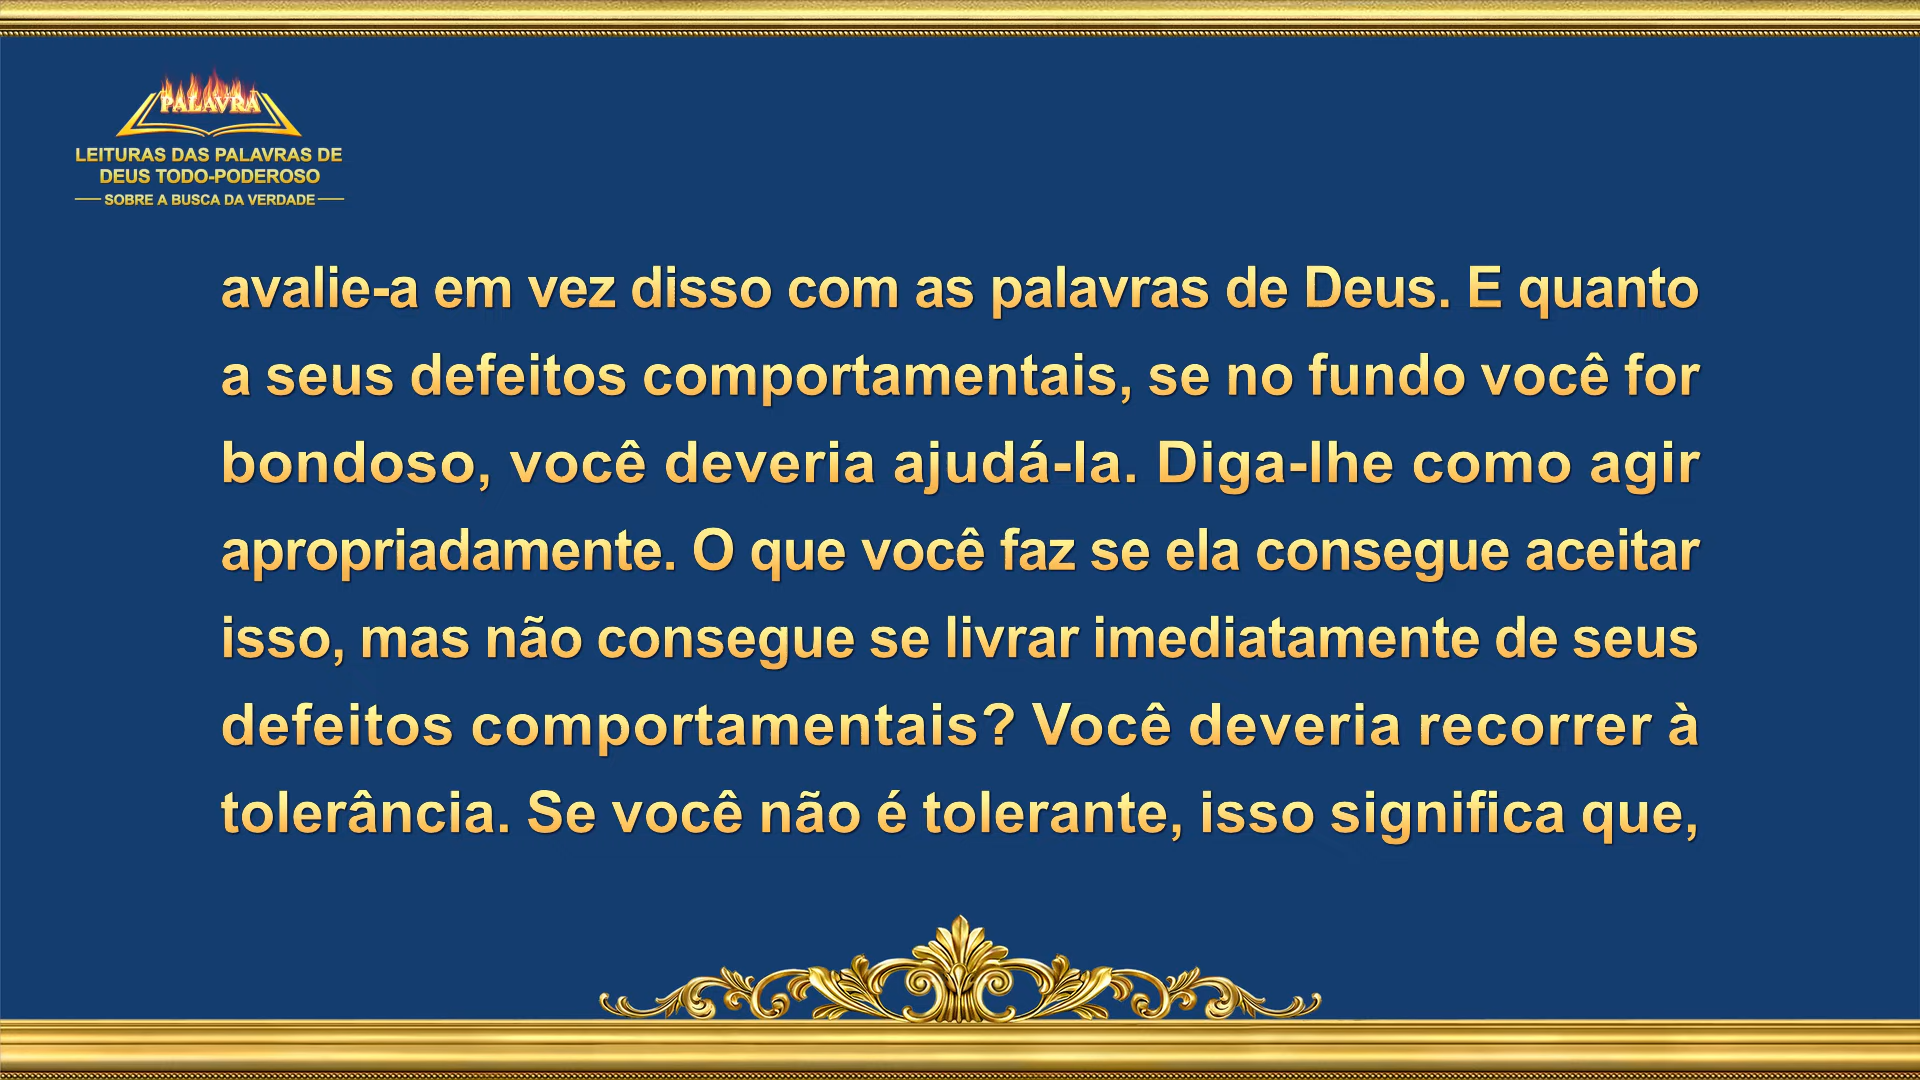 PALAVRA
LEITURAS DAS PALAVRAS DE
DEUS TODO-PODEROSO
SOBRE A BUSCA DA VERDADE
avalie-a em vez disso com as palavras de Deus. E quanto
a seus defeitos comportamentais, se no fundo você for
bondoso, você deveria ajudá-la. Diga-lhe como agir
apropriadamente. O que você faz se ela consegue aceitar
isso, mas não consegue se livrar imediatamente de seus
defeitos comportamentais? Você deveria recorrer à
tolerância. Se você não é tolerante, isso significa que,